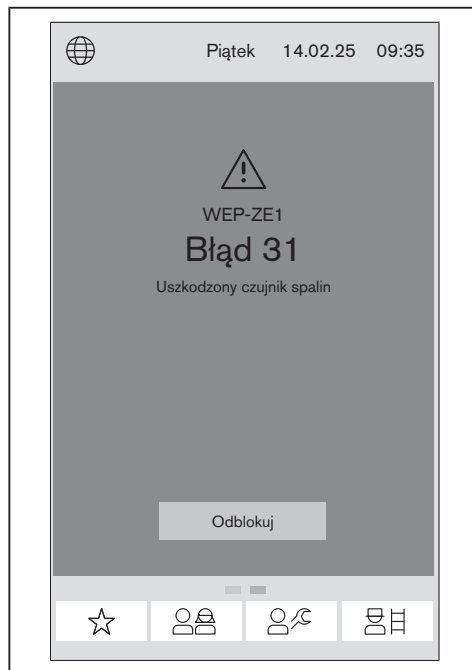 Piątek 14.02.25 09:35
WEP-ZE1
Błąd 31
Uszkodzony czujnik spalin
Odblokuj